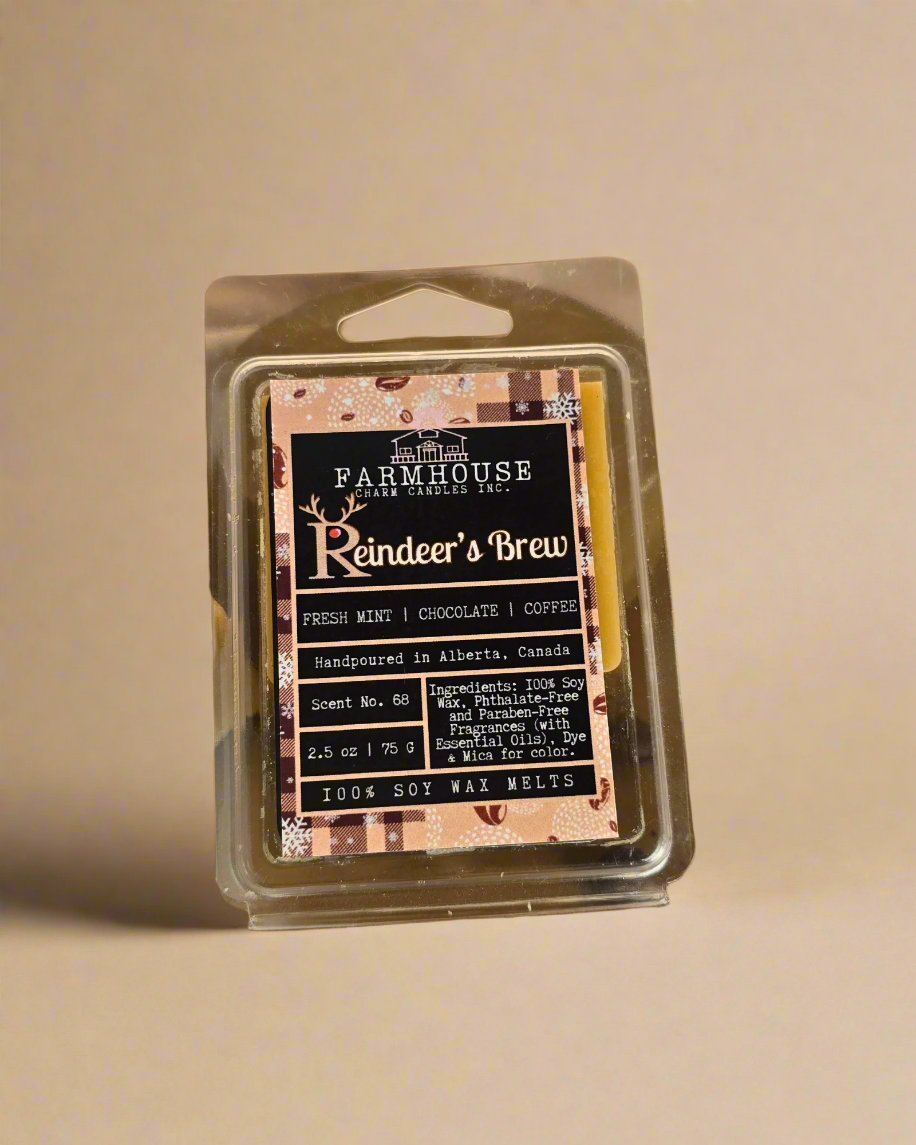 FARMHOUSE
CHARM CANDLES INC.
Reindeer's Brew
FRESH MINT | CHOCOLATE | COFFEE
Handpoured in Alberta, Canada
Scent No. 68
2.5 oz | 75 G
Ingredients: 100% Soy
Wax, Phthalate-Free
and Paraben-Free
Fragrances (with
Essential Oils), Dye
& Mica for color.
100% SOY WAX MELTS